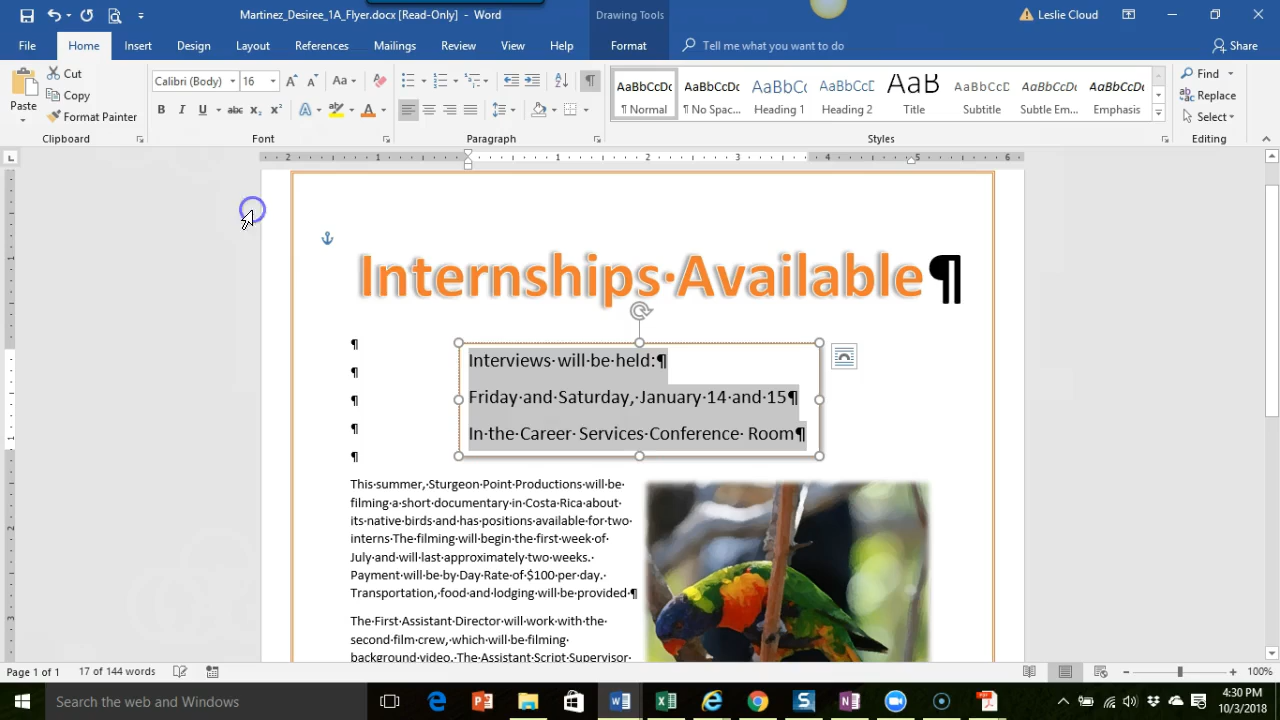 Martinez_Desiree_1A_Flyer.docx [Read-Only] - Word
Drawing Tools
Leslie Cloud
File Home Insert Design Layout References Mailings Review View Help Format Tell me what you want to do Share
Cut
Copy
Format Painter
Paste
Clipboard
Calibri (Body) 16
Font
Paragraph
AaBbCcDc AaBbCcDc AaBbCc AaBbCcD AaB AaBbCcD AaBbCcDc AaBbCcDc
¶ Normal ¶ No Spac... Heading 1 Heading 2 Title Subtitle Subtle Em... Emphasis
Styles
Find
Replace
Select
Editing
2 1 1 2 3 4 5 6
Internships·Available¶
Interviews·will·be·held:¶
Friday·and·Saturday,·January·14·and·15¶
In·the·Career·Services·Conference·Room¶
This·summer,·Sturgeon·Point·Productions·will·be·
filming·a·short·documentary·in·Costa·Rica·about·
its·native·birds·and·has·positions·available·for·two·
interns·The·filming·will·begin·the·first·week·of·
July·and·will·last·approximately·two·weeks.·
Payment·will·be·by·Day·Rate·of·$100·per·day.·
Transportation,·food·and·lodging·will·be·provided·¶
The·First·Assistant·Director·will·work·with·the·
second·film·crew,·which·will·be·filming·
background·video.·The·Assistant·Script·Supervisor·
Page 1 of 1 17 of 144 words 100%
Search the web and Windows
4:30 PM
10/3/2018